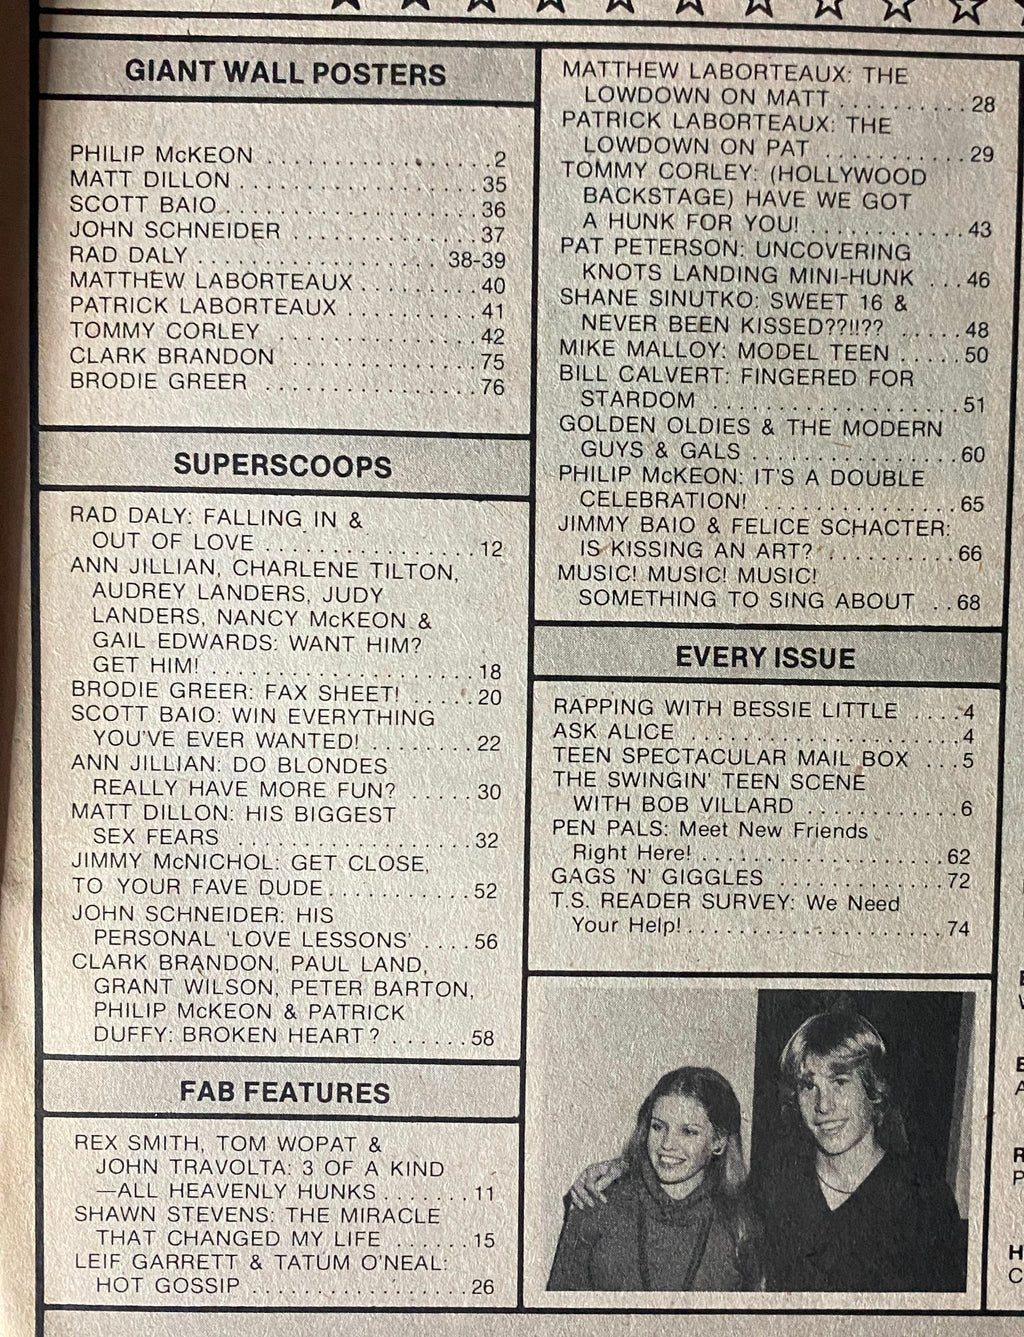 GIANT WALL POSTERS
PHILIP McKEON . . . . . . . . . . . . . . . . . 2
MATT DILLON . . . . . . . . . . . . . . . . . . 35
SCOTT BAIO . . . . . . . . . . . . . . . . . . . 36
JOHN SCHNEIDER . . . . . . . . . . . . . . 37
RAD DALY . . . . . . . . . . . . . . . . . . 38-39
MATTHEW LABORTEAUX . . . . . . . . . 40
PATRICK LABORTEAUX . . . . . . . . . . 41
TOMMY CORLEY . . . . . . . . . . . . . . . 42
CLARK BRANDON . . . . . . . . . . . . . . 75
BRODIE GREER . . . . . . . . . . . . . . . . 76
SUPERSCOOPS
RAD DALY: FALLING IN &
OUT OF LOVE . . . . . . . . . . . . . . . . . 12
ANN JILLIAN, CHARLENE TILTON,
AUDREY LANDERS, JUDY
LANDERS, NANCY McKEON &
GAIL EDWARDS: WANT HIM?
GET HIM! . . . . . . . . . . . . . . . . . . . . 18
BRODIE GREER: FAX SHEET! . . . . . 20
SCOTT BAIO: WIN EVERYTHING
YOU'VE EVER WANTED! . . . . . . . . 22
ANN JILLIAN: DO BLONDES
REALLY HAVE MORE FUN? . . . . . 30
MATT DILLON: HIS BIGGEST
SEX FEARS . . . . . . . . . . . . . . . . . . 32
JIMMY McNICHOL: GET CLOSE,
TO YOUR FAVE DUDE . . . . . . . . . . . 52
JOHN SCHNEIDER: HIS
PERSONAL 'LOVE LESSONS' . . . . 56
CLARK BRANDON, PAUL LAND,
GRANT WILSON, PETER BARTON,
PHILIP McKEON & PATRICK
DUFFY: BROKEN HEART? . . . . . . 58
FAB FEATURES
REX SMITH, TOM WOPAT &
JOHN TRAVOLTA: 3 OF A KIND
—ALL HEAVENLY HUNKS . . . . . . . 11
SHAWN STEVENS: THE MIRACLE
THAT CHANGED MY LIFE . . . . . . 15
LEIF GARRETT & TATUM O'NEAL:
HOT GOSSIP . . . . . . . . . . . . . . . . . 26
MATTHEW LABORTEAUX: THE
LOWDOWN ON MATT . . . . . . . . . . 28
PATRICK LABORTEAUX: THE
LOWDOWN ON PAT . . . . . . . . . . . 29
TOMMY CORLEY: (HOLLYWOOD
BACKSTAGE) HAVE WE GOT
A HUNK FOR YOU! . . . . . . . . . . . . 43
PAT PETERSON: UNCOVERING
KNOTS LANDING MINI-HUNK . . . 46
SHANE SINUTKO: SWEET 16 &
NEVER BEEN KISSED??!!?? . . . . . 48
MIKE MALLOY: MODEL TEEN . . . . . 50
BILL CALVERT: FINGERED FOR
STARDOM . . . . . . . . . . . . . . . . . . . 51
GOLDEN OLDIES & THE MODERN
GUYS & GALS . . . . . . . . . . . . . . . . 60
PHILIP McKEON: IT'S A DOUBLE
CELEBRATION! . . . . . . . . . . . . . . . 65
JIMMY BAIO & FELICE SCHACTER:
IS KISSING AN ART? . . . . . . . . . . . 66
MUSIC! MUSIC! MUSIC!
SOMETHING TO SING ABOUT . . 68
EVERY ISSUE
RAPPING WITH BESSIE LITTLE . . . . 4
ASK ALICE . . . . . . . . . . . . . . . . . . . . 4
TEEN SPECTACULAR MAIL BOX . . . 5
THE SWINGIN' TEEN SCENE
WITH BOB VILLARD . . . . . . . . . . . . 6
PEN PALS: Meet New Friends
Right Here! . . . . . . . . . . . . . . . . . . . 62
GAGS 'N' GIGGLES . . . . . . . . . . . . . 72
T.S. READER SURVEY: We Need
Your Help! . . . . . . . . . . . . . . . . . . . . 74